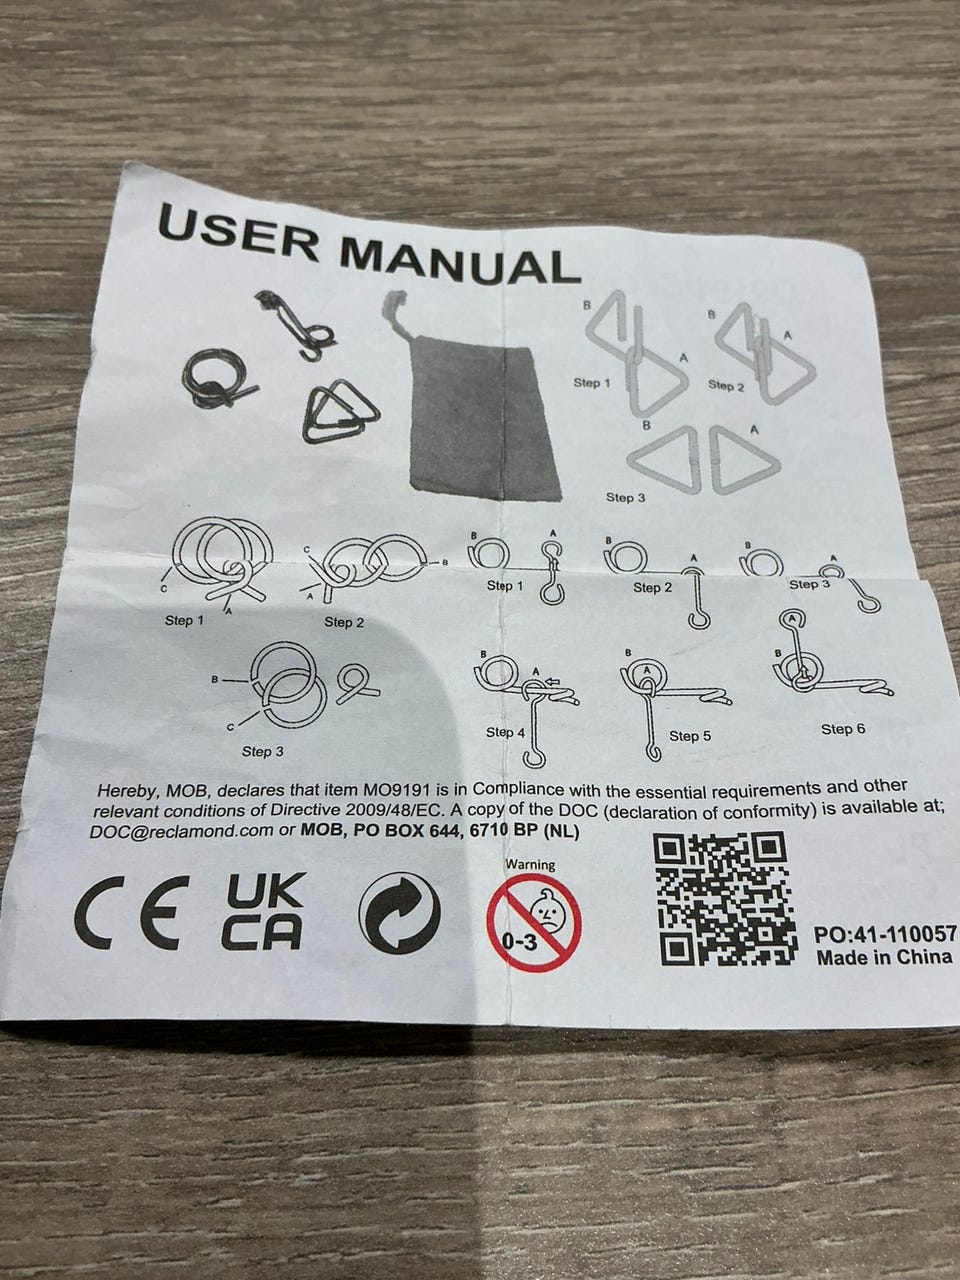 USER MANUAL
B
A
Step 1
B
A
Step 2
B
A
Step 3
C
A
Step 1
C
B
A
Step 2
B
C
Step 3
B
A
Step 1
B
A
Step 2
B
A
Step 3
B
A
Step 4
B
A
Step 5
A
B
A
Step 6
Hereby, MOB, declares that item MO9191 is in Compliance with the essential requirements and other
relevant conditions of Directive 2009/48/EC. A copy of the DOC (declaration of conformity) is available at;
DOC@reclamond.com or MOB, PO BOX 644, 6710 BP (NL)
CE
UK
CA
Warning
0-3
PO:41-110057
Made in China